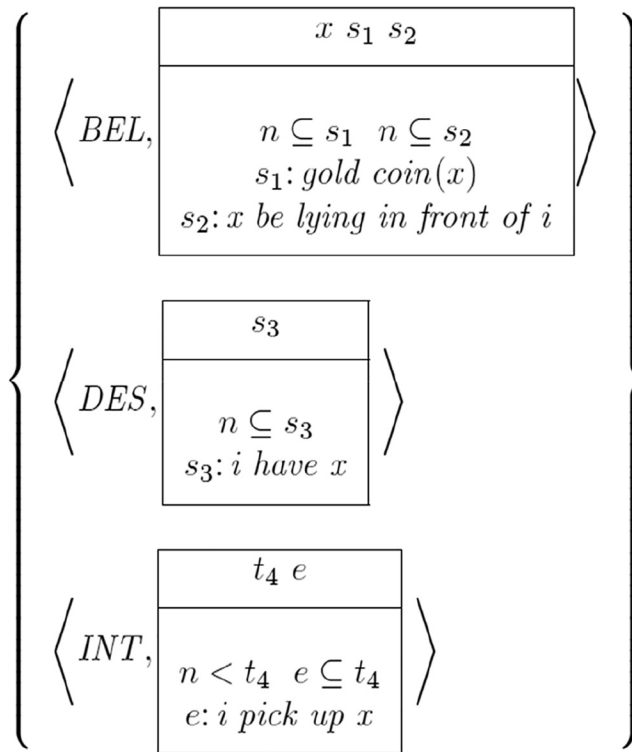 x s₁ s₂
⟨BEL,
n ⊆ s₁ n ⊆ s₂
s₁: gold coin(x)
s₂: x be lying in front of i
s₃
⟨DES,
n ⊆ s₃
s₃: i have x
t₄ e
⟨INT,
n < t₄ e ⊆ t₄
e: i pick up x